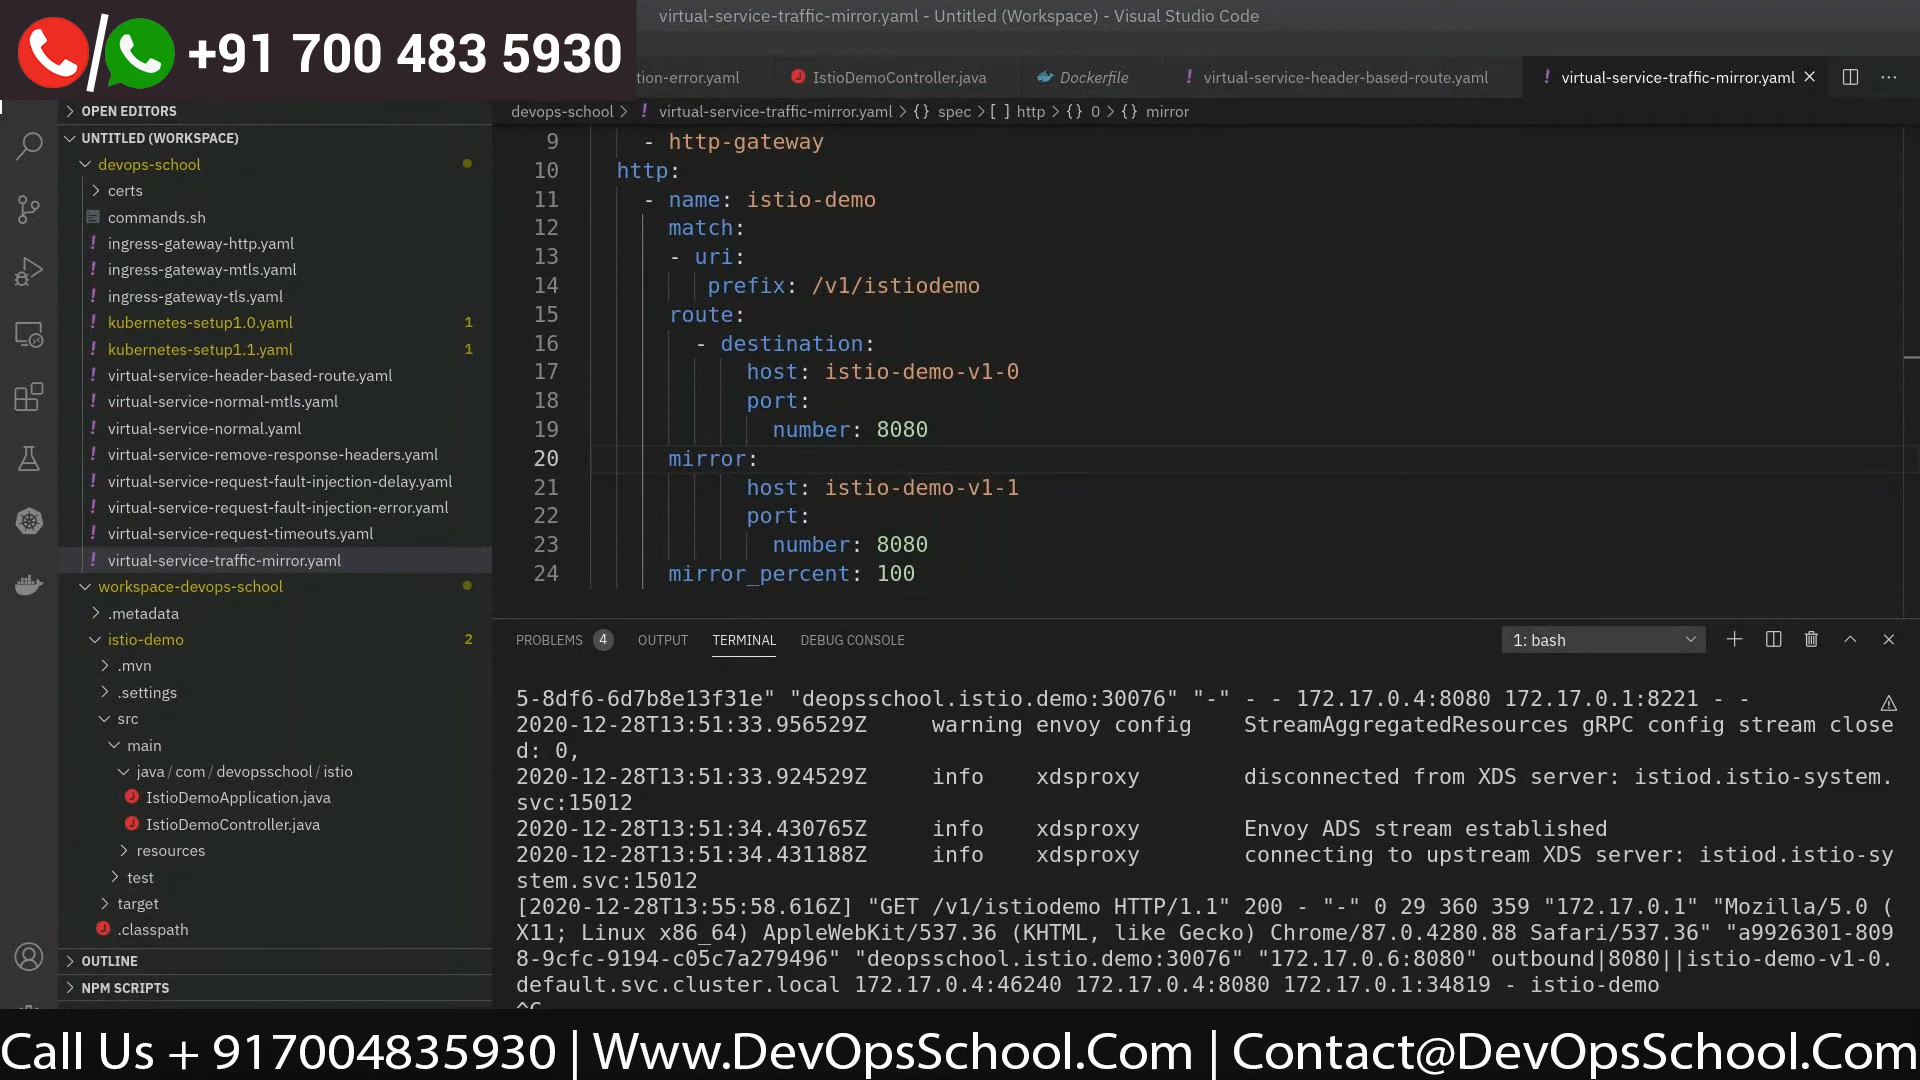 virtual-service-traffic-mirror.yaml - Untitled (Workspace) - Visual Studio Code
+91 700 483 5930
tion-error.yaml
IstioDemoController.java
Dockerfile
! virtual-service-header-based-route.yaml
! virtual-service-traffic-mirror.yaml
OPEN EDITORS
UNTITLED (WORKSPACE)
devops-school
certs
commands.sh
! ingress-gateway-http.yaml
! ingress-gateway-mtls.yaml
! ingress-gateway-tls.yaml
! kubernetes-setup1.0.yaml 1
! kubernetes-setup1.1.yaml 1
! virtual-service-header-based-route.yaml
! virtual-service-normal-mtls.yaml
! virtual-service-normal.yaml
! virtual-service-remove-response-headers.yaml
! virtual-service-request-fault-injection-delay.yaml
! virtual-service-request-fault-injection-error.yaml
! virtual-service-request-timeouts.yaml
! virtual-service-traffic-mirror.yaml
workspace-devops-school
.metadata
istio-demo 2
.mvn
.settings
src
main
java / com / devopsschool / istio
IstioDemoApplication.java
IstioDemoController.java
resources
test
target
.classpath
OUTLINE
NPM SCRIPTS
devops-school > ! virtual-service-traffic-mirror.yaml > {} spec > [ ] http > {} 0 > {} mirror
9 - http-gateway
10 http:
11 - name: istio-demo
12 match:
13 - uri:
14 prefix: /v1/istiodemo
15 route:
16 - destination:
17 host: istio-demo-v1-0
18 port:
19 number: 8080
20 mirror:
21 host: istio-demo-v1-1
22 port:
23 number: 8080
24 mirror_percent: 100
PROBLEMS 4 OUTPUT TERMINAL DEBUG CONSOLE
1: bash
5-8df6-6d7b8e13f31e" "deopsschool.istio.demo:30076" "-" - - 172.17.0.4:8080 172.17.0.1:8221 - -
2020-12-28T13:51:33.956529Z warning envoy config StreamAggregatedResources gRPC config stream close
d: 0,
2020-12-28T13:51:33.924529Z info xdsproxy disconnected from XDS server: istiod.istio-system.
svc:15012
2020-12-28T13:51:34.430765Z info xdsproxy Envoy ADS stream established
2020-12-28T13:51:34.431188Z info xdsproxy connecting to upstream XDS server: istiod.istio-sy
stem.svc:15012
[2020-12-28T13:55:58.616Z] "GET /v1/istiodemo HTTP/1.1" 200 - "-" 0 29 360 359 "172.17.0.1" "Mozilla/5.0 (
X11; Linux x86_64) AppleWebKit/537.36 (KHTML, like Gecko) Chrome/87.0.4280.88 Safari/537.36" "a9926301-809
8-9cfc-9194-c05c7a279496" "deopsschool.istio.demo:30076" "172.17.0.6:8080" outbound|8080||istio-demo-v1-0.
default.svc.cluster.local 172.17.0.4:46240 172.17.0.4:8080 172.17.0.1:34819 - istio-demo
^C
Call Us + 917004835930 | Www.DevOpsSchool.Com | Contact@DevOpsSchool.Com